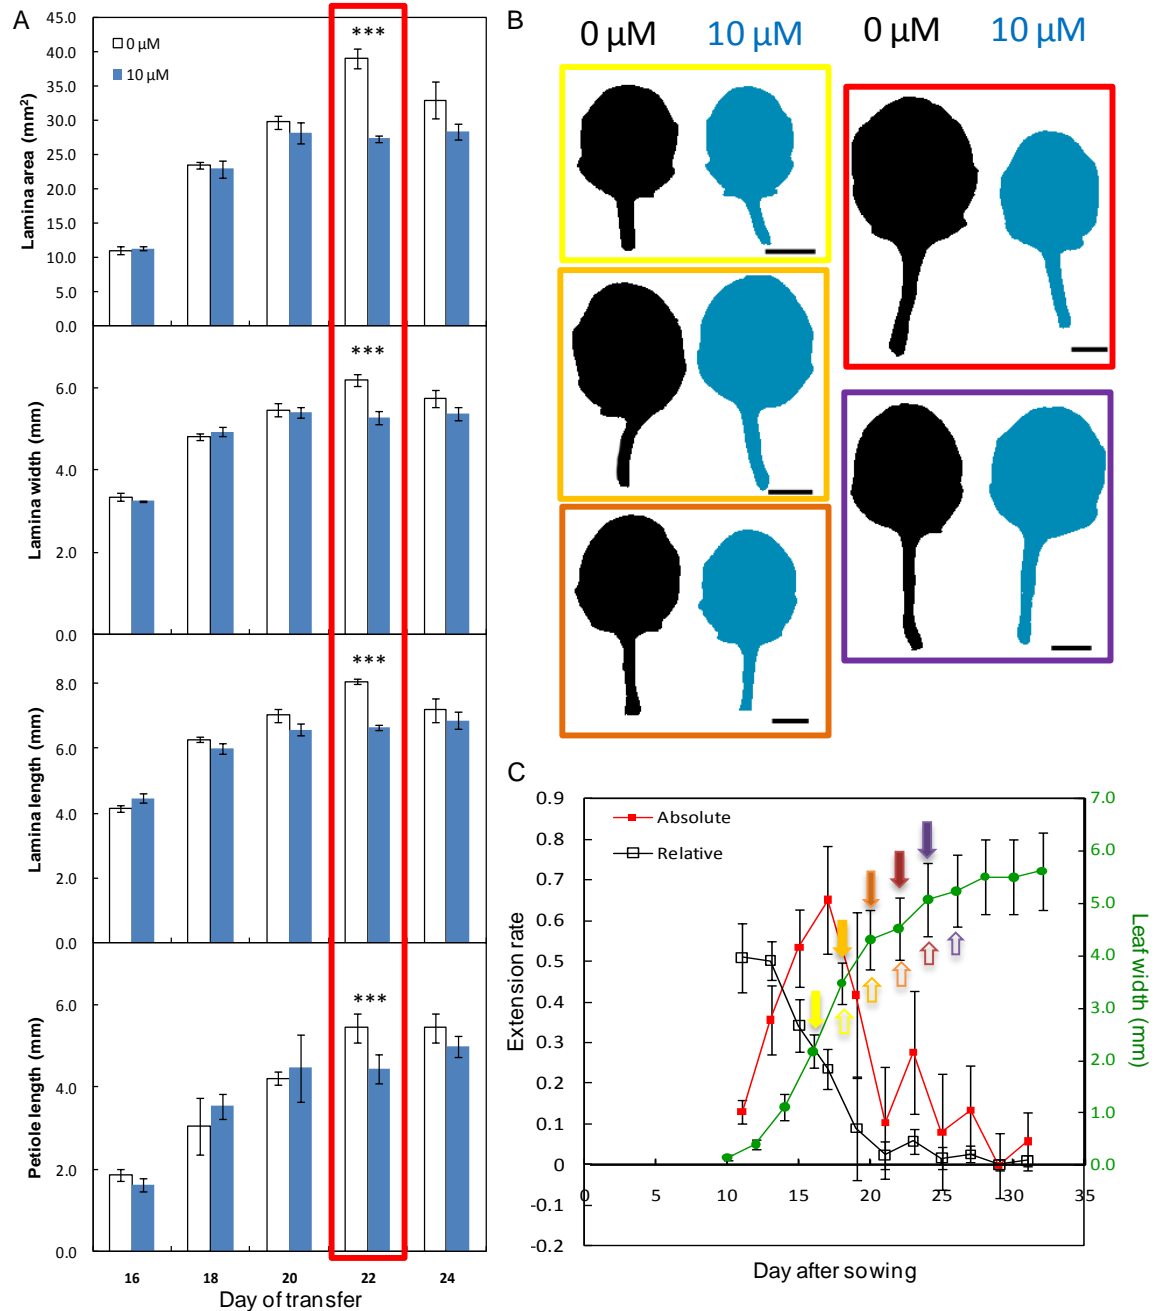 A
45.0
40.0
35.0
30.0
25.0
20.0
15.0
10.0
5.0
0.0
Lamina area (mm²)
0 µM
10 µM
***
6.0
4.0
2.0
0.0
Lamina width (mm)
***
8.0
6.0
4.0
2.0
0.0
Lamina length (mm)
***
6.0
4.0
2.0
0.0
Petiole length (mm)
***
16 18 20 22 24
Day of transfer
B
0 µM 10 µM
0 µM 10 µM
C
0.9
0.8
0.7
0.6
0.5
0.4
0.3
0.2
0.1
0
-0.1
-0.2
Extension rate
Absolute
Relative
7.0
6.0
5.0
4.0
3.0
2.0
1.0
0.0
Leaf width (mm)
0 5 10 15 20 25 30 35
Day after sowing